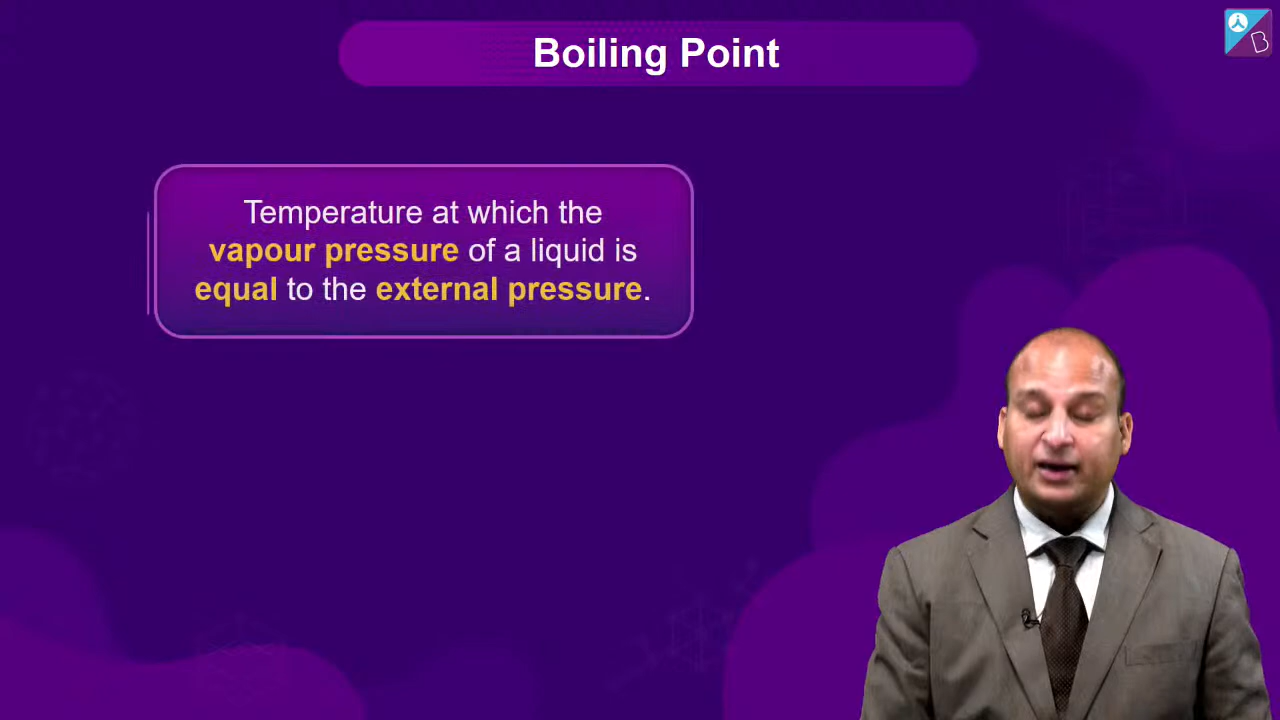 Boiling Point
Temperature at which the
vapour pressure of a liquid is
equal to the external pressure.
B